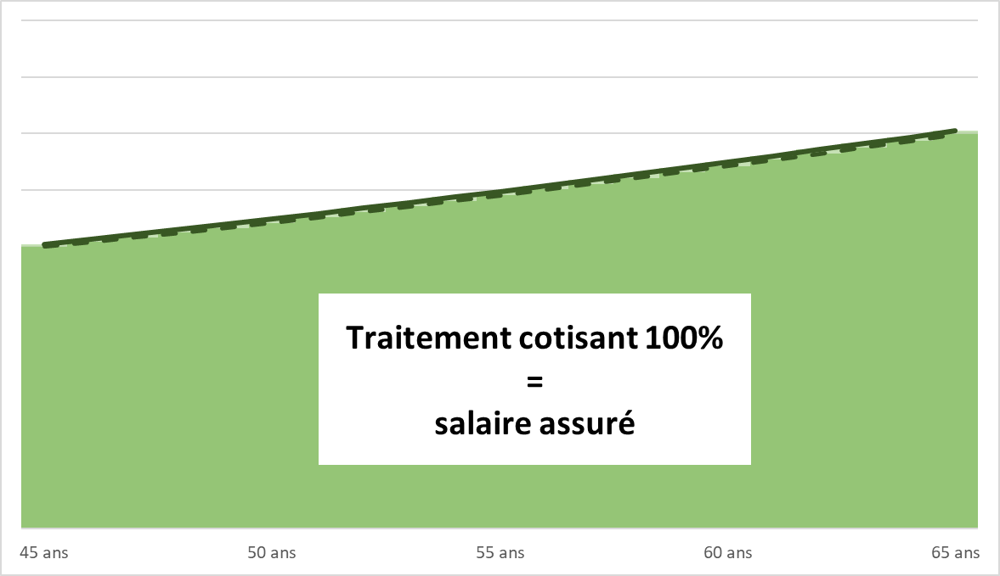 Traitement cotisant 100%
=
salaire assuré
45 ans 50 ans 55 ans 60 ans 65 ans